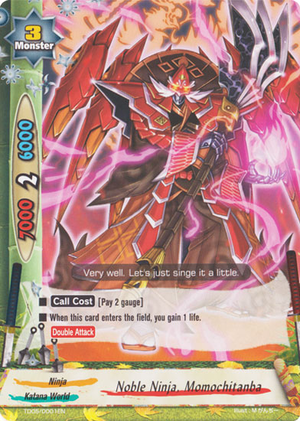 3
Monster
7000 2 6000
Very well. Let's just singe it a little.
Call Cost [Pay 2 gauge]
When this card enters the field, you gain 1 life.
Double Attack
Ninja
Katana World
Noble Ninja, Momochitanba